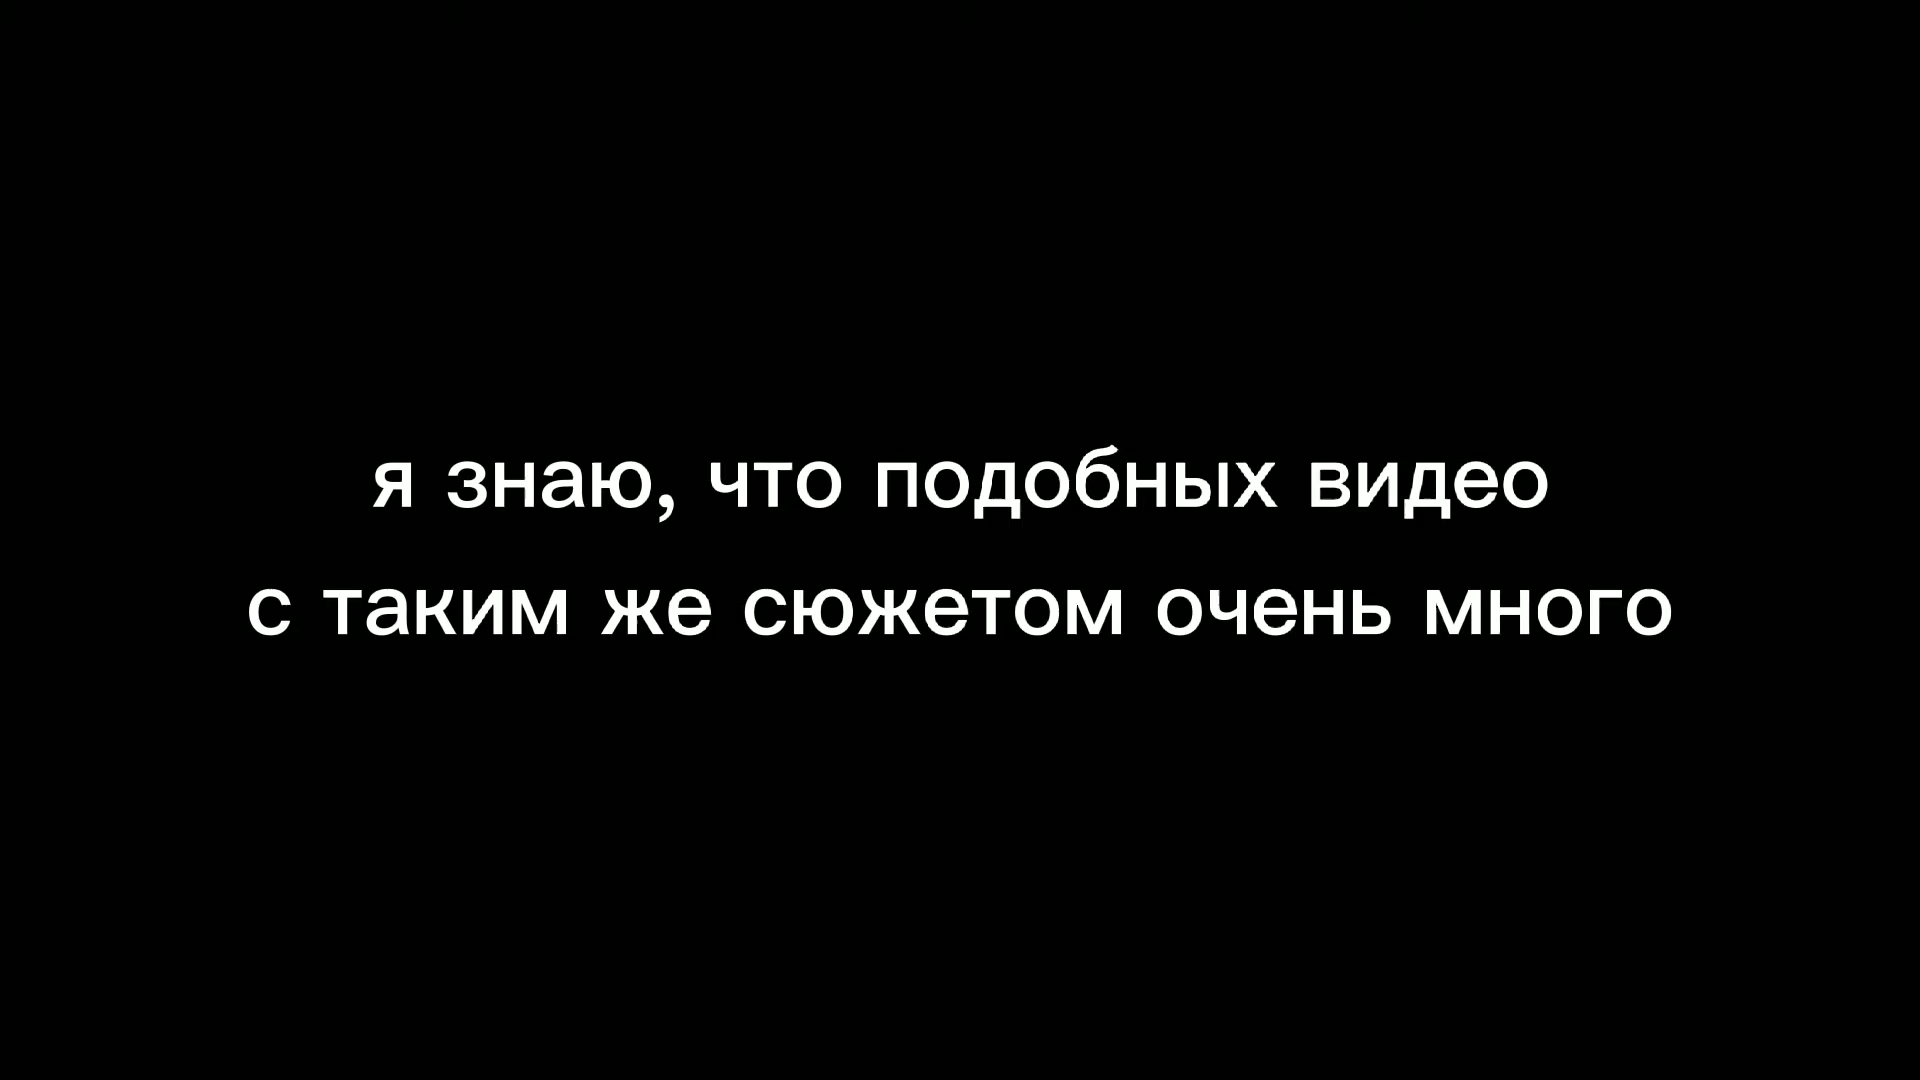 я знаю, что подобных видео
с таким же сюжетом очень много